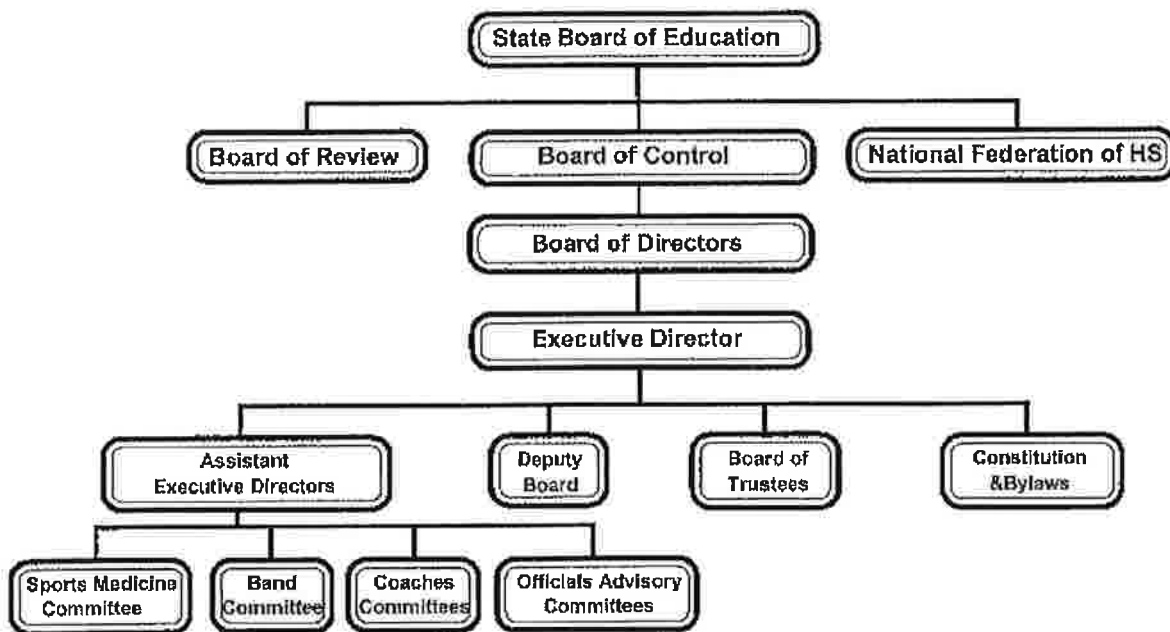 State Board of Education
Board of Review
Board of Control
National Federation of HS
Board of Directors
Executive Director
Assistant
Executive Directors
Deputy
Board
Board of
Trustees
Constitution
&Bylaws
Sports Medicine
Committee
Band
Committee
Coaches
Committees
Officials Advisory
Committees